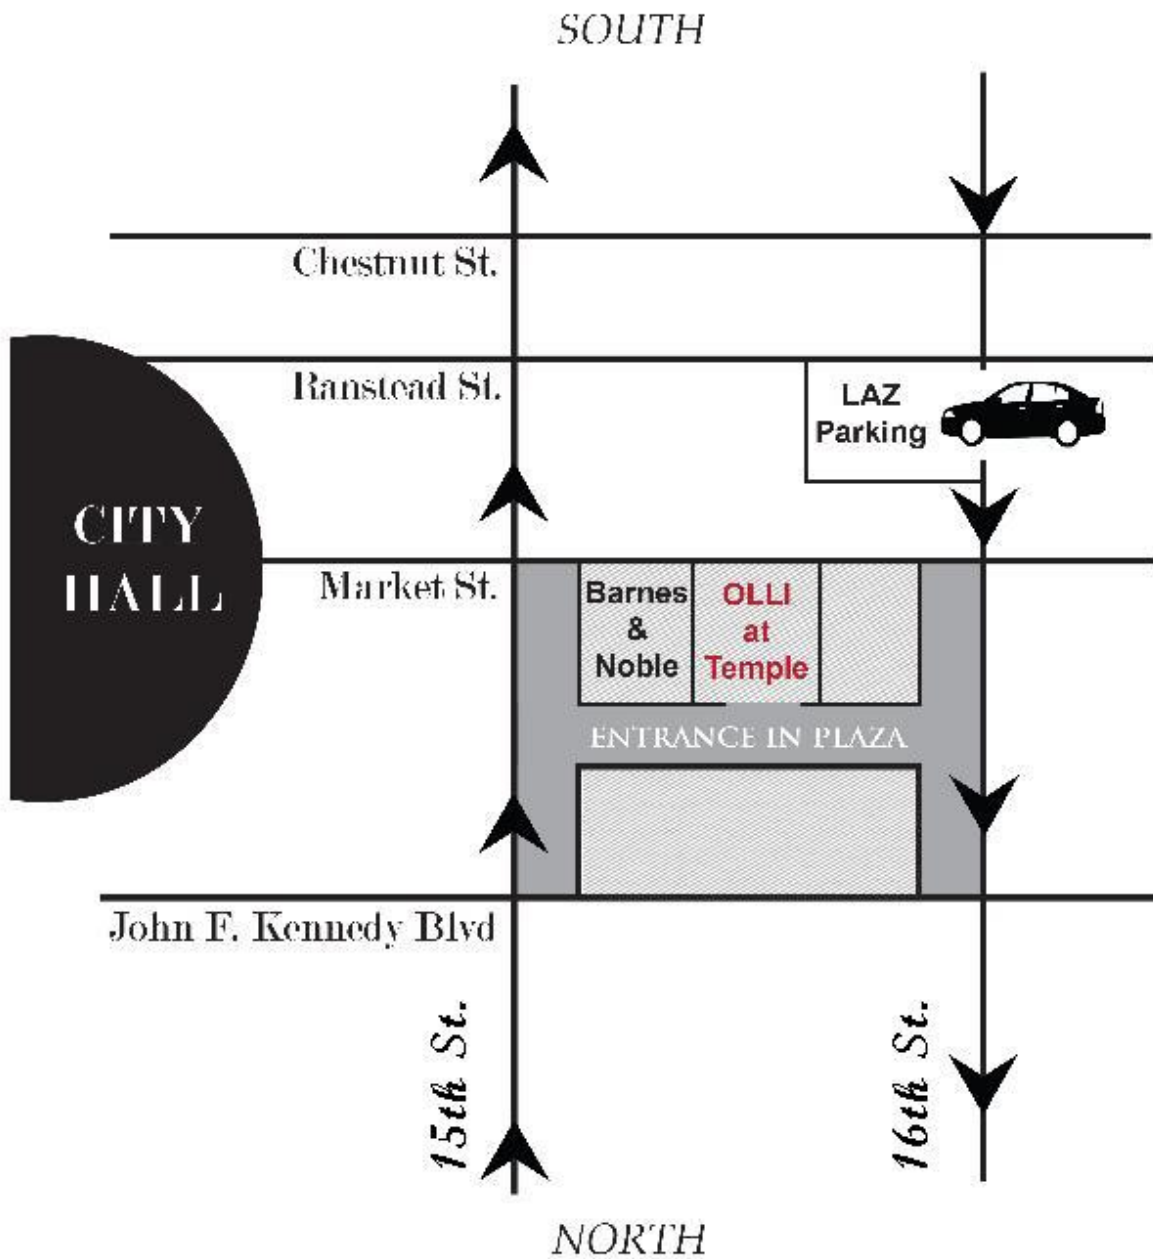 SOUTH
Chestnut St.
Ranstead St.
LAZ
Parking
CITY
HALL
Market St.
Barnes
&
Noble
OLLI
at
Temple
ENTRANCE IN PLAZA
John F. Kennedy Blvd
15th St.
16th St.
NORTH